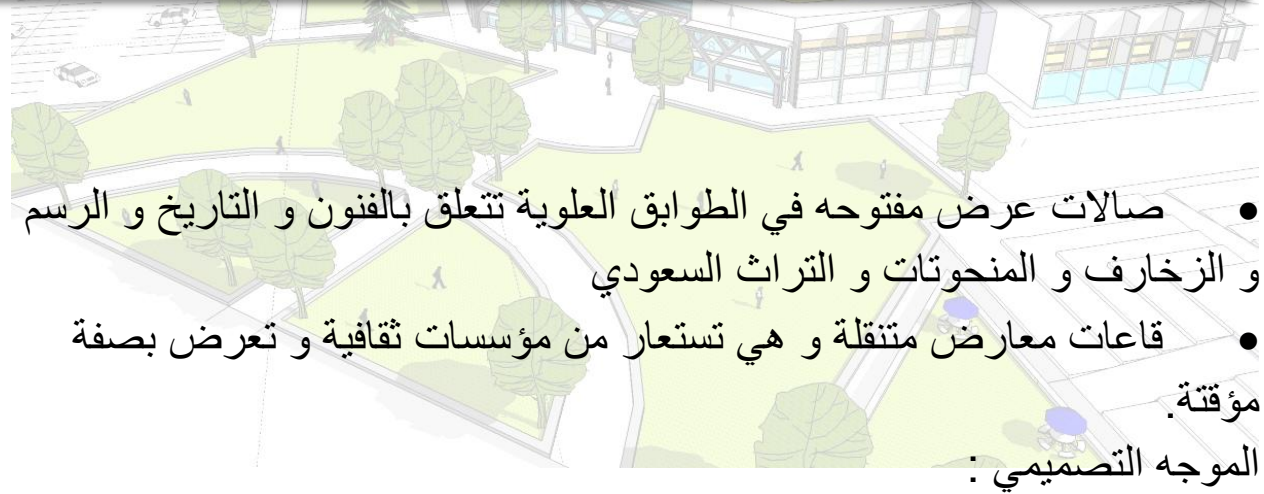 • صالات عرض مفتوحه في الطوابق العلوية تتعلق بالفنون و التاريخ و الرسم
و الزخارف و المنحوتات و التراث السعودي
• قاعات معارض متنقلة و هي تستعار من مؤسسات ثقافية و تعرض بصفة
مؤقتة.
الموجه التصميمي :